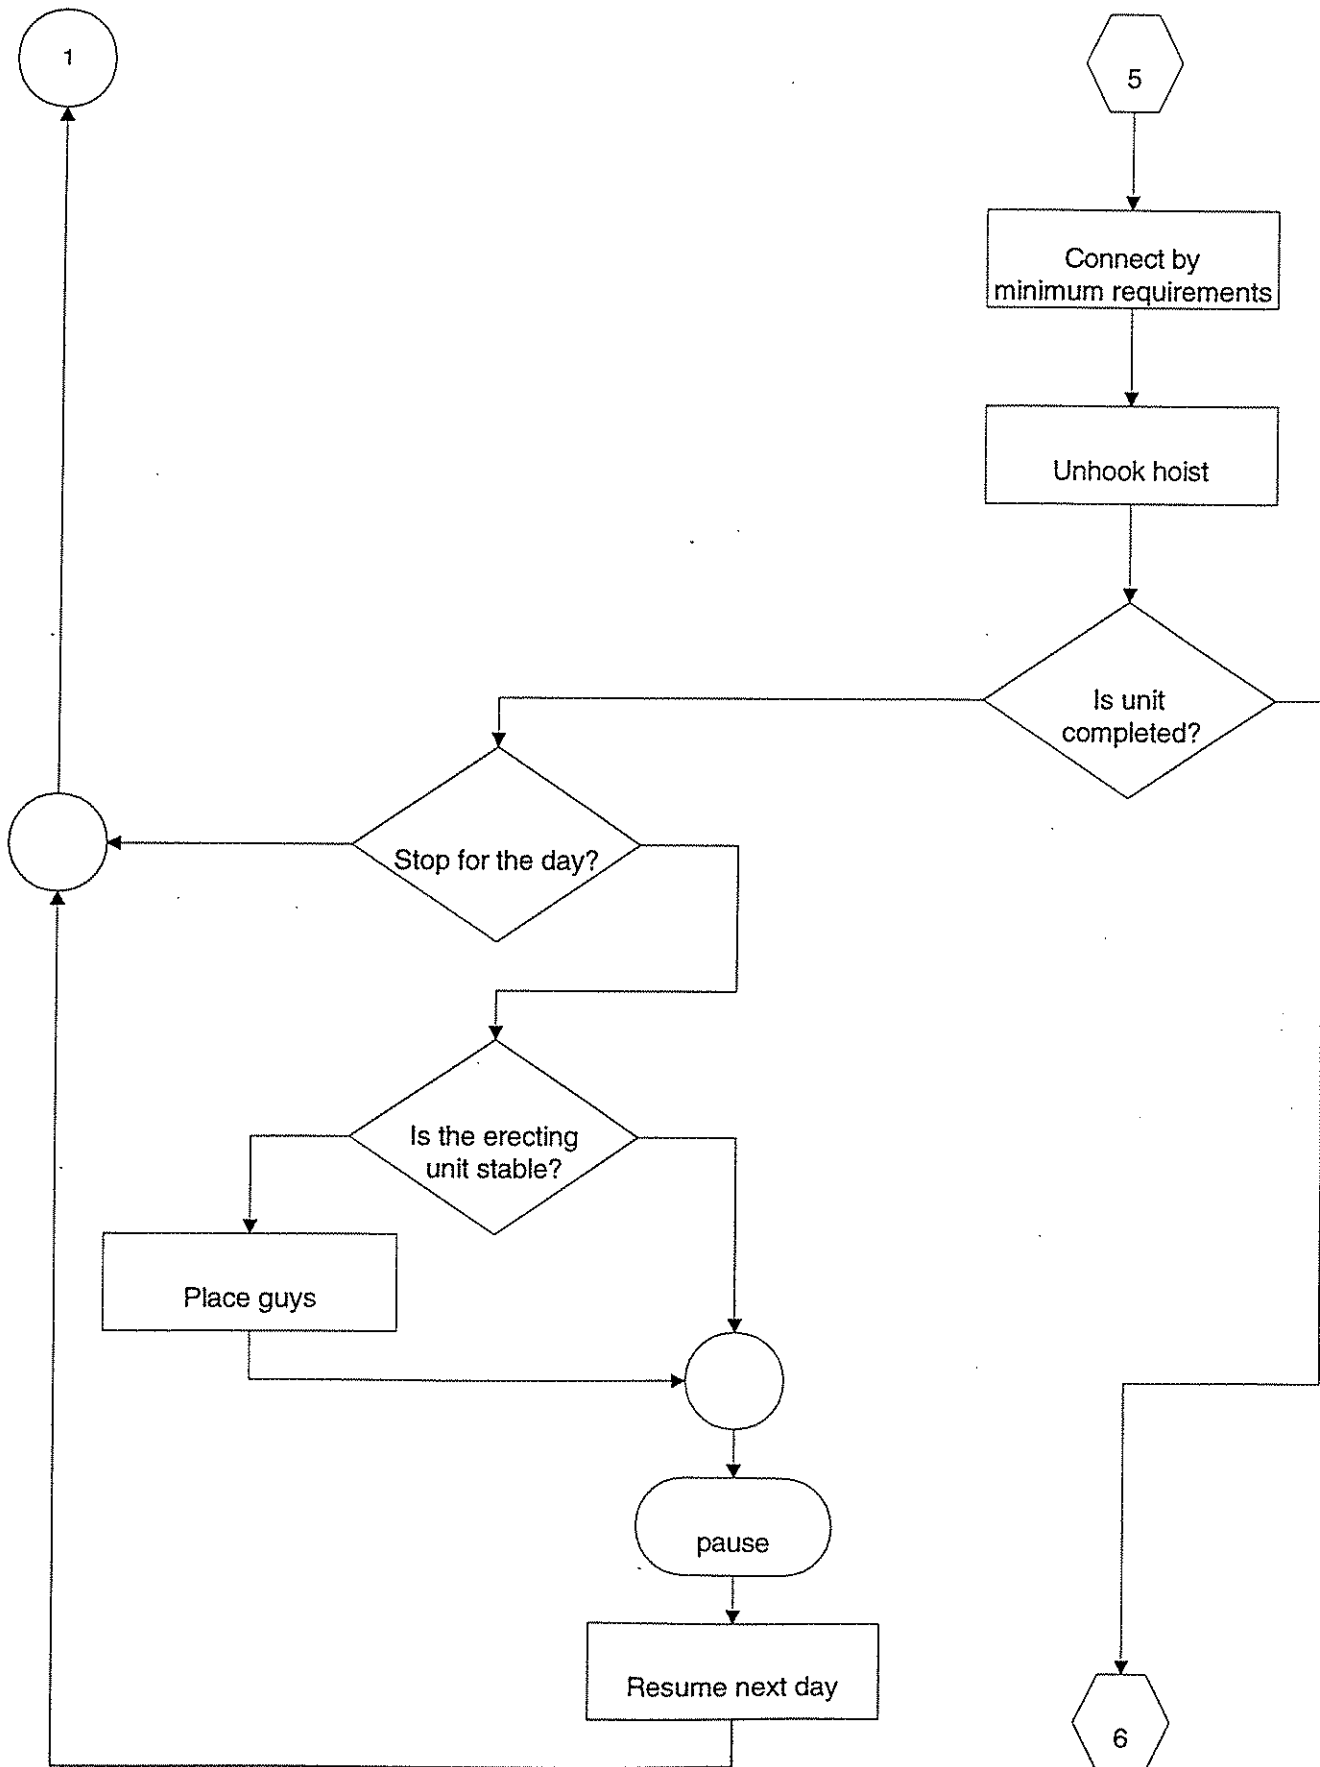 1
5
Connect by
minimum requirements
Unhook hoist
Is unit
completed?
Stop for the day?
Is the erecting
unit stable?
Place guys
pause
Resume next day
6